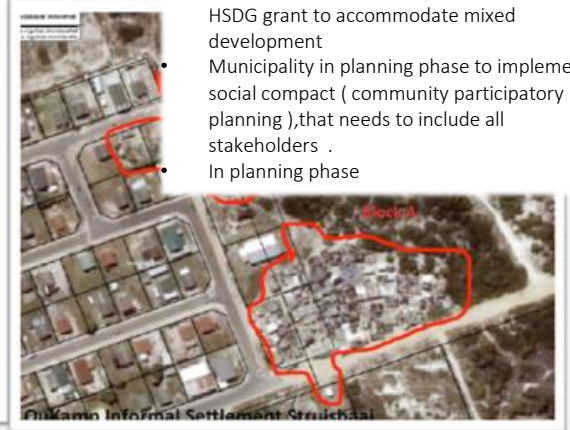 HSDG grant to accommodate mixed
development
• Municipality in planning phase to impleme
social compact ( community participatory
planning ),that needs to include all
stakeholders .
• In planning phase
Block A
OuKamp Informal Settlement Struisbaai